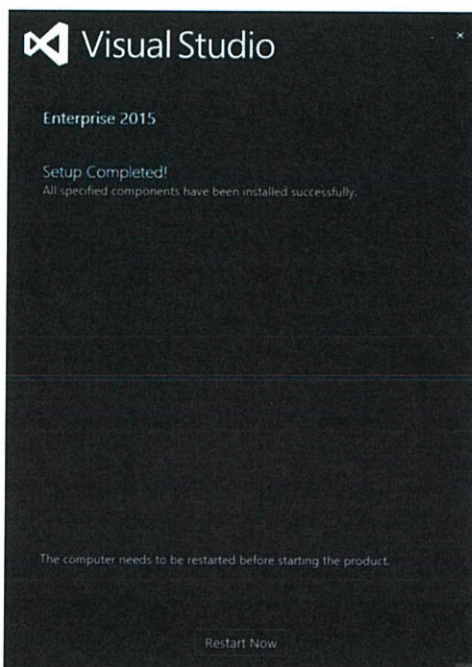 Visual Studio
Enterprise 2015
Setup Completed!
All specified components have been installed successfully.
The computer needs to be restarted before starting the product.
Restart Now